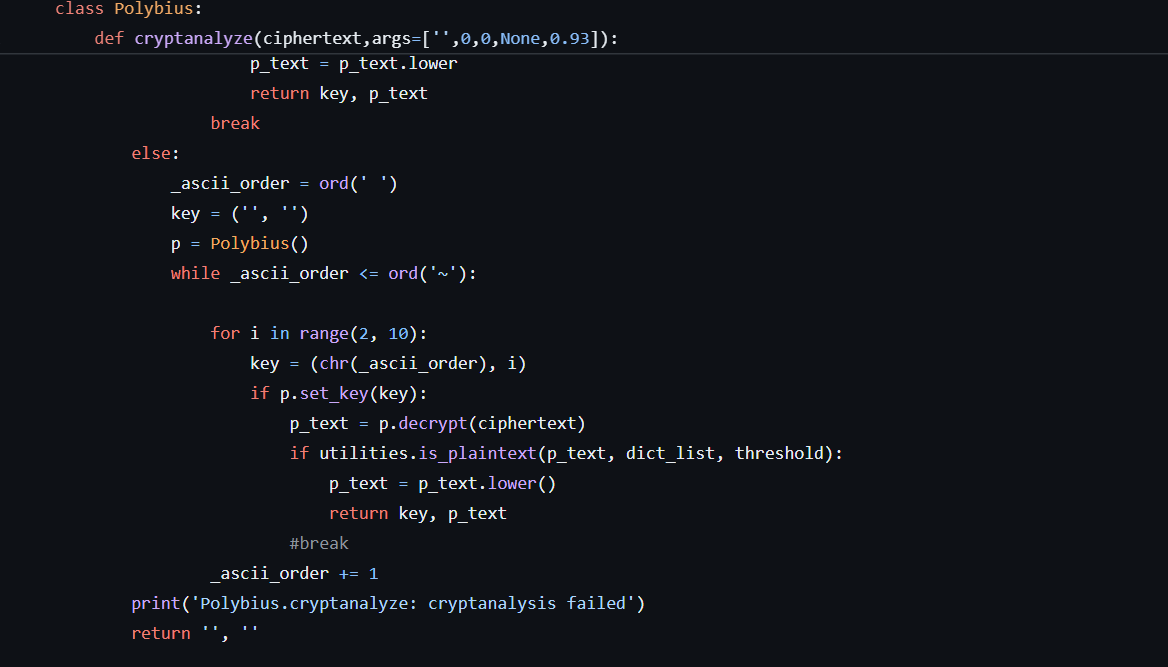 class Polybius:
    def cryptanalyze(ciphertext,args=['',0,0,None,0.93]):
                    p_text = p_text.lower
                    return key, p_text
                break
        else:
            _ascii_order = ord(' ')
            key = ('', '')
            p = Polybius()
            while _ascii_order <= ord('~'):

                for i in range(2, 10):
                    key = (chr(_ascii_order), i)
                    if p.set_key(key):
                        p_text = p.decrypt(ciphertext)
                        if utilities.is_plaintext(p_text, dict_list, threshold):
                            p_text = p_text.lower()
                            return key, p_text
                        #break
                _ascii_order += 1
        print('Polybius.cryptanalyze: cryptanalysis failed')
        return '', ''